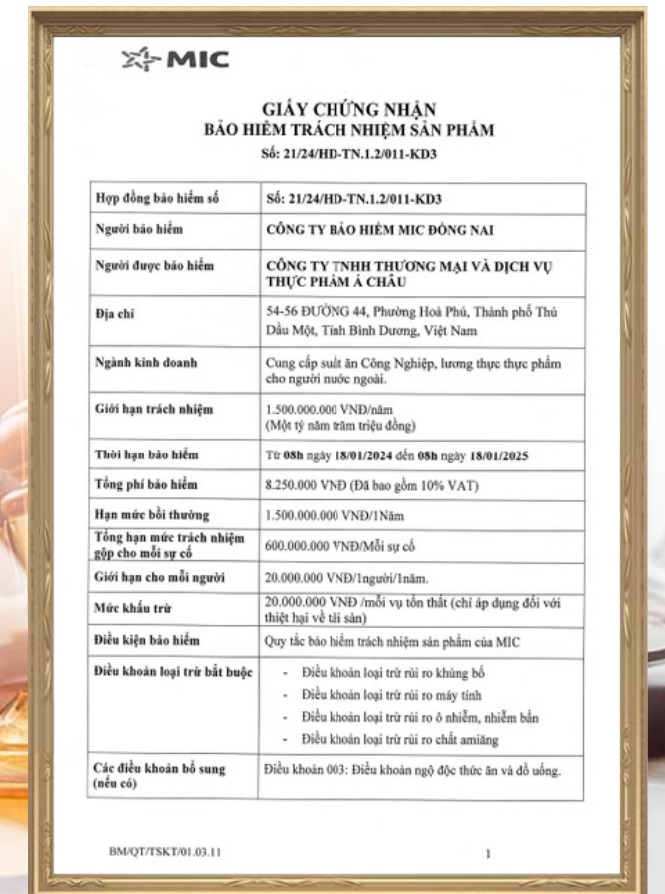 MIC
GIẤY CHỨNG NHẬN
BẢO HIỂM TRÁCH NHIỆM SẢN PHẨM
Số: 21/24/HD-TN.1.2/011-KD3
Hợp đồng bảo hiểm số Số: 21/24/HD-TN.1.2/011-KD3
Người bảo hiểm CÔNG TY BẢO HIỂM MIC ĐỒNG NAI
Người được bảo hiểm CÔNG TY TNHH THƯƠNG MẠI VÀ DỊCH VỤ
THỰC PHẨM Á CHÂU
Địa chỉ 54-56 ĐƯỜNG 44, Phường Hoà Phú, Thành phố Thủ
Dầu Một, Tỉnh Bình Dương, Việt Nam
Ngành kinh doanh Cung cấp suất ăn Công Nghiệp, lương thực thực phẩm
cho người nước ngoài.
Giới hạn trách nhiệm 1.500.000.000 VNĐ/năm
(Một tỷ năm trăm triệu đồng)
Thời hạn bảo hiểm Từ 08h ngày 18/01/2024 đến 08h ngày 18/01/2025
Tổng phí bảo hiểm 8.250.000 VNĐ (Đã bao gồm 10% VAT)
Hạn mức bồi thường 1.500.000.000 VNĐ/1Năm
Tổng hạn mức trách nhiệm
gộp cho mỗi sự cố 600.000.000 VNĐ/Mỗi sự cố
Giới hạn cho mỗi người 20.000.000 VNĐ/1người/1năm.
Mức khấu trừ 20.000.000 VNĐ /mỗi vụ tổn thất (chỉ áp dụng đối với
thiệt hại về tài sản)
Điều kiện bảo hiểm Quy tắc bảo hiểm trách nhiệm sản phẩm của MIC
Điều khoản loại trừ bắt buộc - Điều khoản loại trừ rủi ro khủng bố
- Điều khoản loại trừ rủi ro máy tính
- Điều khoản loại trừ rủi ro ô nhiễm, nhiễm bẩn
- Điều khoản loại trừ rủi ro chất amiăng
Các điều khoản bổ sung Điều khoản 003: Điều khoản ngộ độc thức ăn và đồ uống.
(nếu có)
BM/QT/TSKT/01.03.11 1